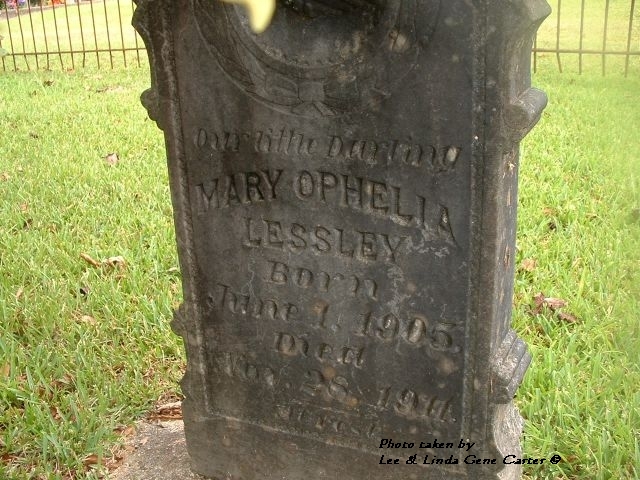 Our little Darling
MARY OPHELIA
LESSLEY
Born
June 1, 1905.
Died
Nov. 28, 1911.
Photo taken by
Lee & Linda Gene Carter ©